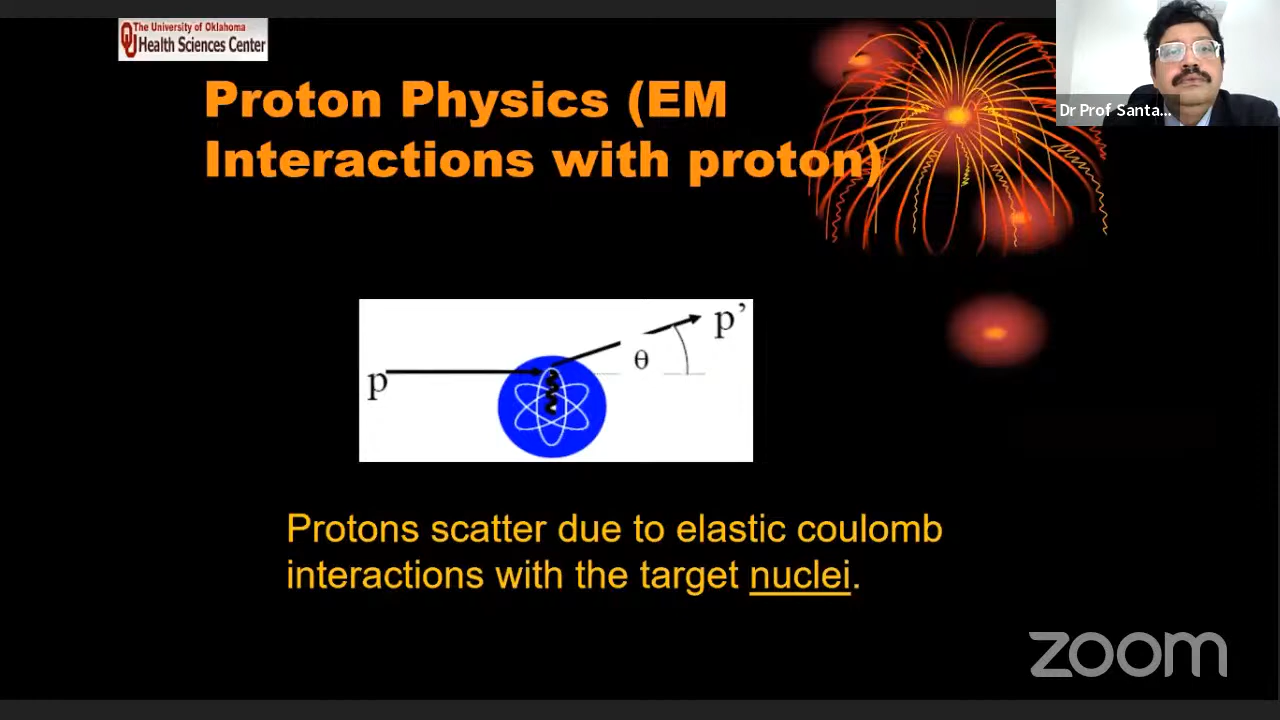 The University of Oklahoma
Health Sciences Center
Proton Physics (EM
Interactions with proton)
Dr Prof Santa...
p
θ
p’
Protons scatter due to elastic coulomb
interactions with the target nuclei.
zoom